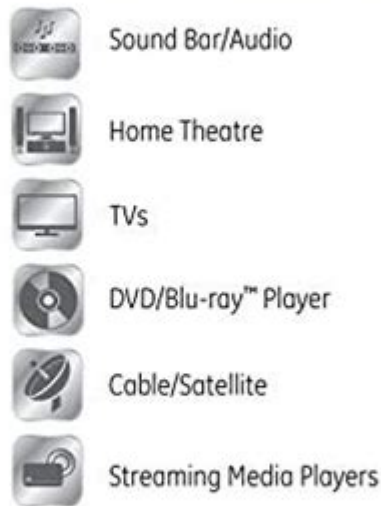 Sound Bar/Audio
Home Theatre
TVs
DVD/Blu-ray™ Player
Cable/Satellite
Streaming Media Players